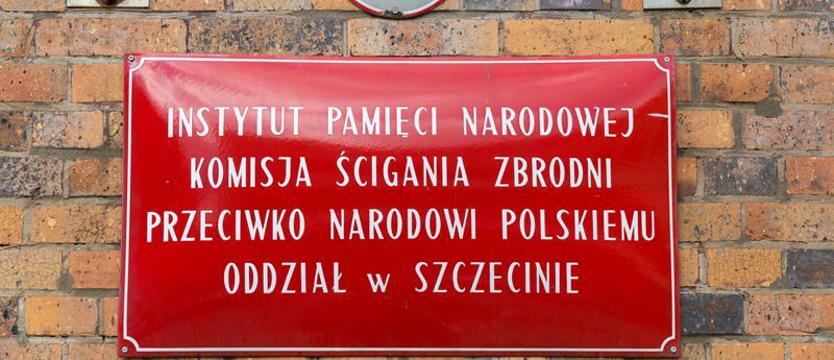 INSTYTUT PAMIĘCI NARODOWEJ
KOMISJA ŚCIGANIA ZBRODNI
PRZECIWKO NARODOWI POLSKIEMU
ODDZIAŁ w SZCZECINIE